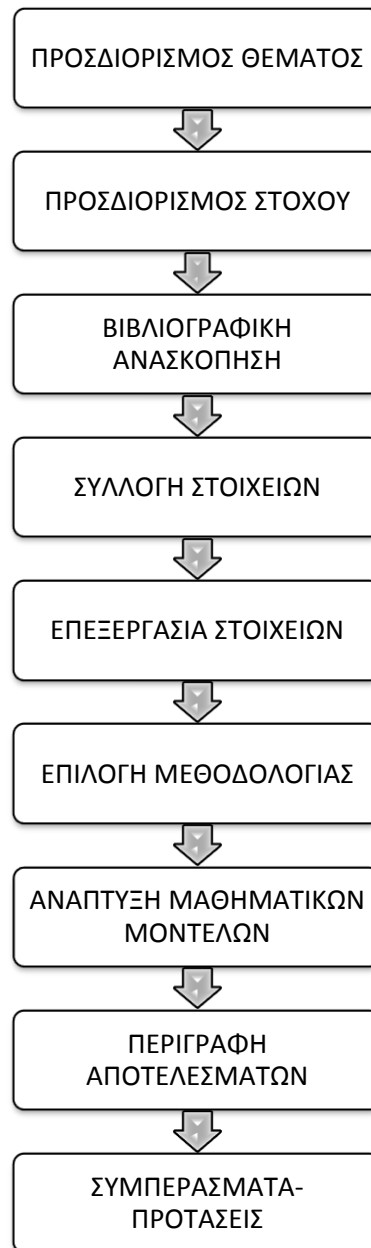 ΠΡΟΣΔΙΟΡΙΣΜΟΣ ΘΕΜΑΤΟΣ
ΠΡΟΣΔΙΟΡΙΣΜΟΣ ΣΤΟΧΟΥ
ΒΙΒΛΙΟΓΡΑΦΙΚΗ
ΑΝΑΣΚΟΠΗΣΗ
ΣΥΛΛΟΓΗ ΣΤΟΙΧΕΙΩΝ
ΕΠΕΞΕΡΓΑΣΙΑ ΣΤΟΙΧΕΙΩΝ
ΕΠΙΛΟΓΗ ΜΕΘΟΔΟΛΟΓΙΑΣ
ΑΝΑΠΤΥΞΗ ΜΑΘΗΜΑΤΙΚΩΝ
ΜΟΝΤΕΛΩΝ
ΠΕΡΙΓΡΑΦΗ
ΑΠΟΤΕΛΕΣΜΑΤΩΝ
ΣΥΜΠΕΡΑΣΜΑΤΑ-
ΠΡΟΤΑΣΕΙΣ